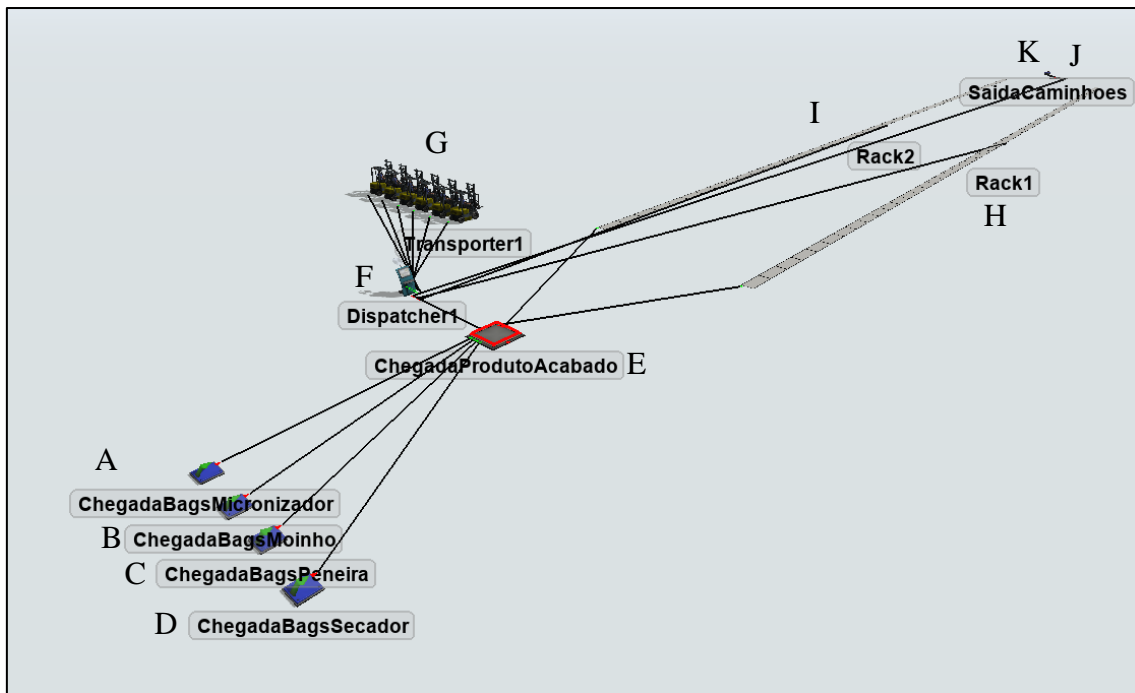 K J
SaidaCaminhoes
I
G
Rack2
Rack1
H
Transporter1
F
Dispatcher1
ChegadaProdutoAcabado E
A
ChegadaBagsMicronizador
B ChegadaBagsMoinho
C ChegadaBagsPeneira
D ChegadaBagsSecador